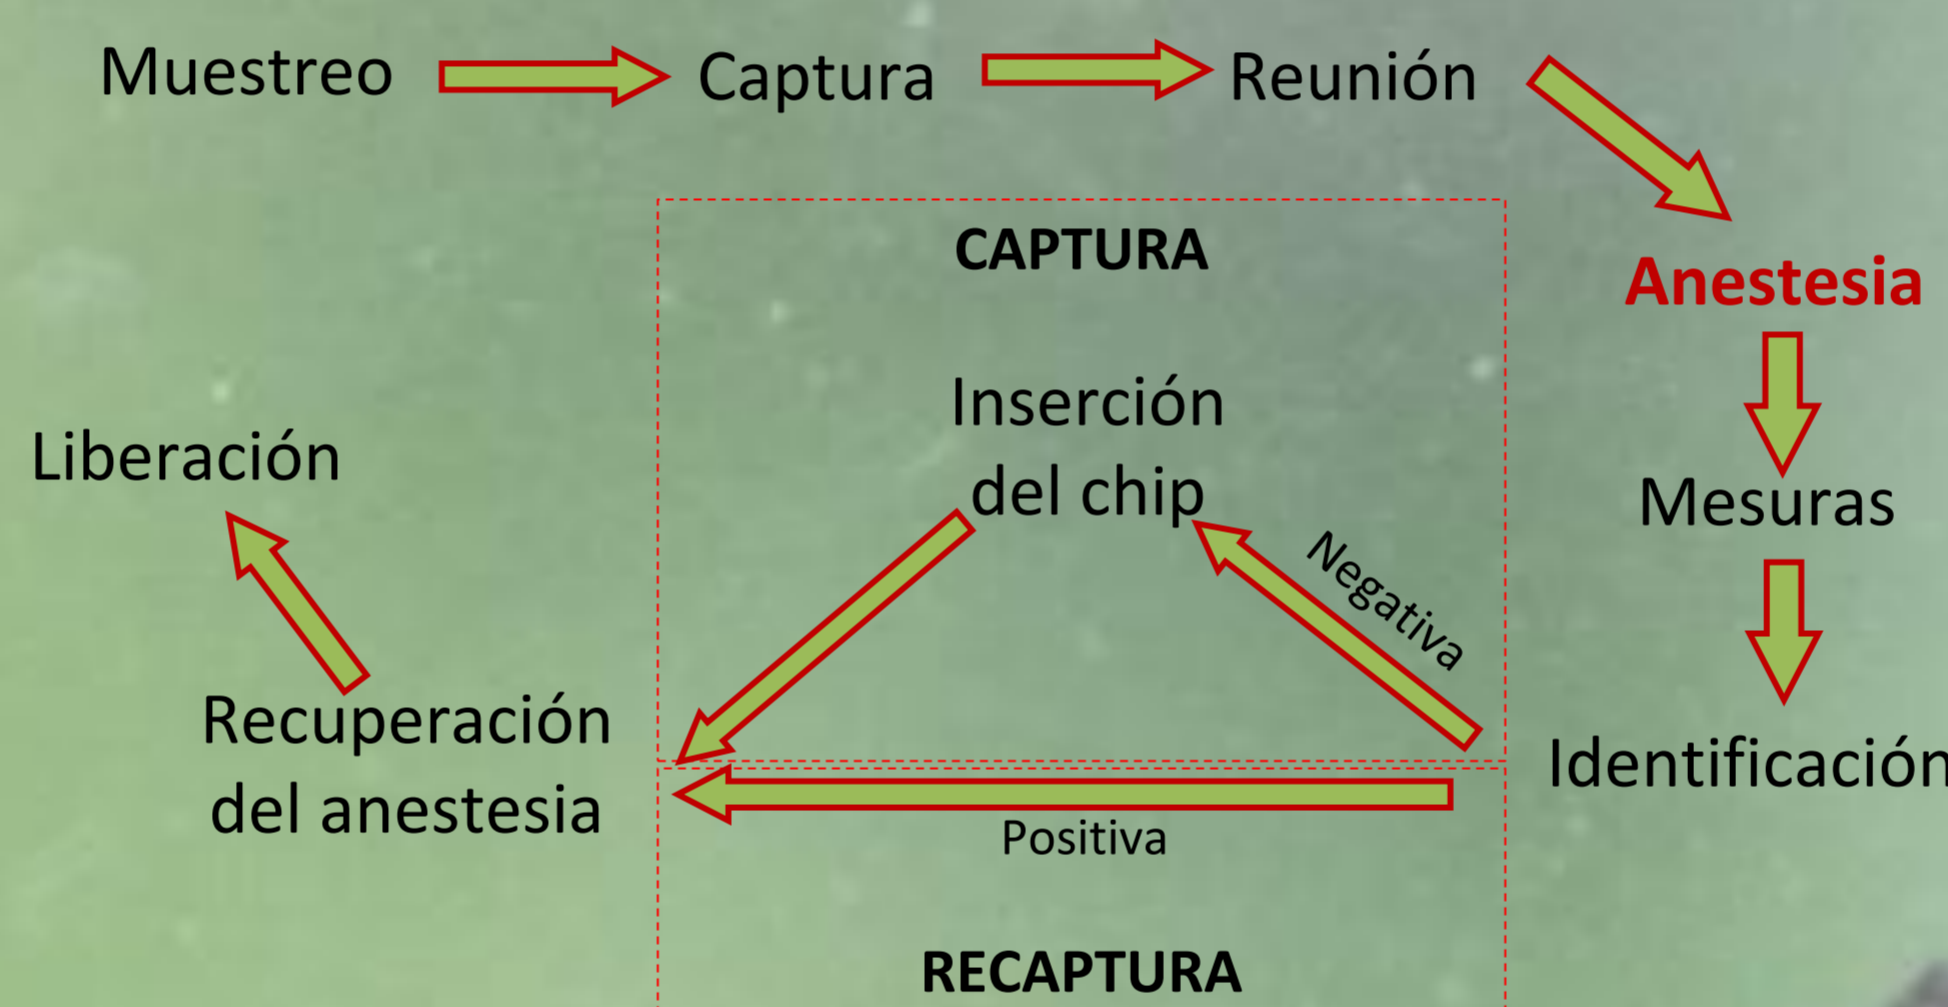 Muestreo
Captura
Reunión
CAPTURA
Anestesia
Inserción
del chip
Liberación
Mesuras
Negativa
Recuperación
del anestesia
Identificación
Positiva
RECAPTURA